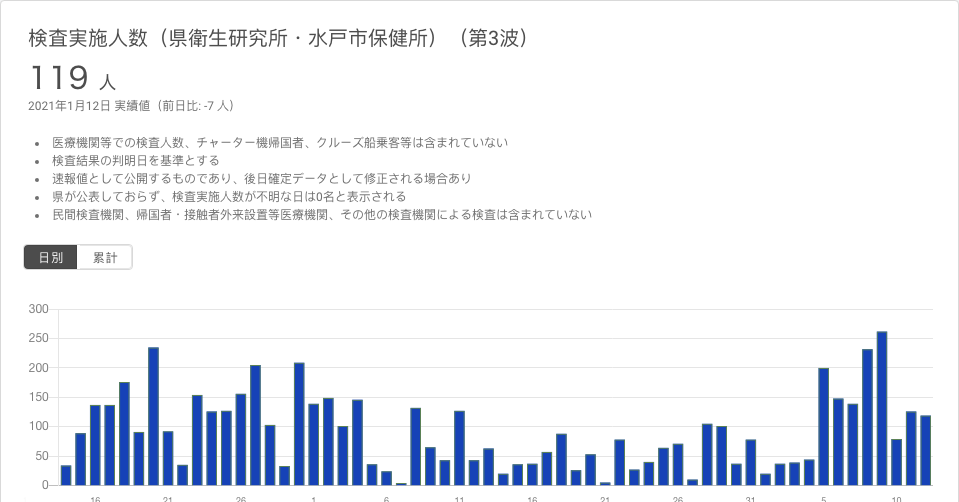 検査実施人数（県衛生研究所・水戸市保健所）（第3波）
119 人
2021年1月12日 実績値（前日比: -7 人）
• 医療機関等での検査人数、チャーター機帰国者、クルーズ船乗客等は含まれていない
• 検査結果の判明日を基準とする
• 速報値として公開するものであり、後日確定データとして修正される場合あり
• 県が公表しておらず、検査実施人数が不明な日は0名と表示される
• 民間検査機関、帰国者・接触者外来設置等医療機関、その他の検査機関による検査は含まれていない
日別 累計
300
250
200
150
100
50
0
16 21 26 1 6 11 16 21 26 31 5 10